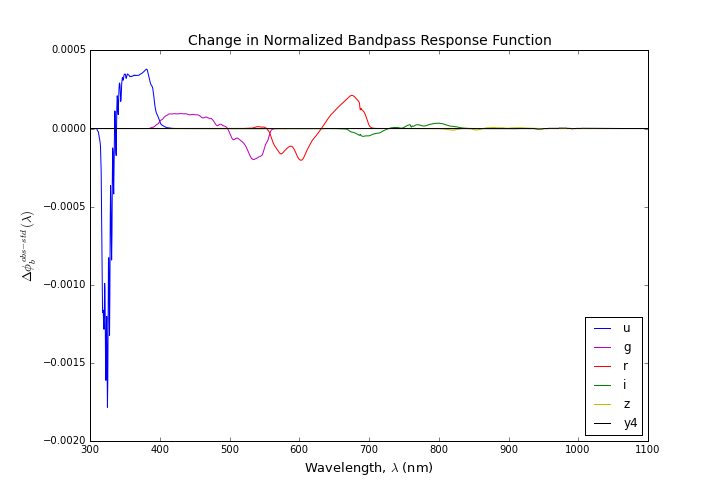 Change in Normalized Bandpass Response Function
0.0005
0.0000
−0.0005
−0.0010
−0.0015
−0.0020
Δϕ_b^{obs−std}(λ)
300 400 500 600 700 800 900 1000 1100
Wavelength, λ (nm)
u
g
r
i
z
y4